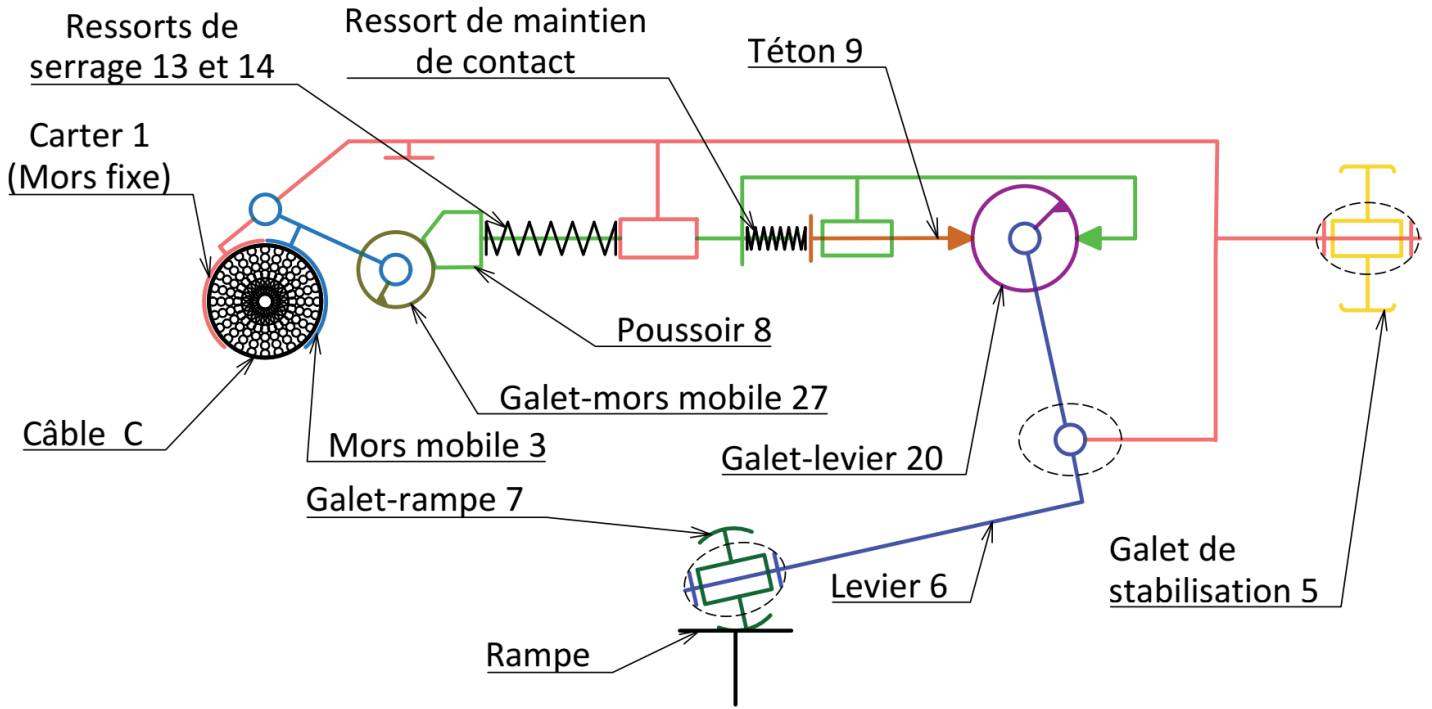 Ressorts de
serrage 13 et 14
Ressort de maintien
de contact
Téton 9
Carter 1
(Mors fixe)
Poussoir 8
Galet-mors mobile 27
Câble C
Mors mobile 3
Galet-levier 20
Galet-rampe 7
Levier 6
Galet de
stabilisation 5
Rampe